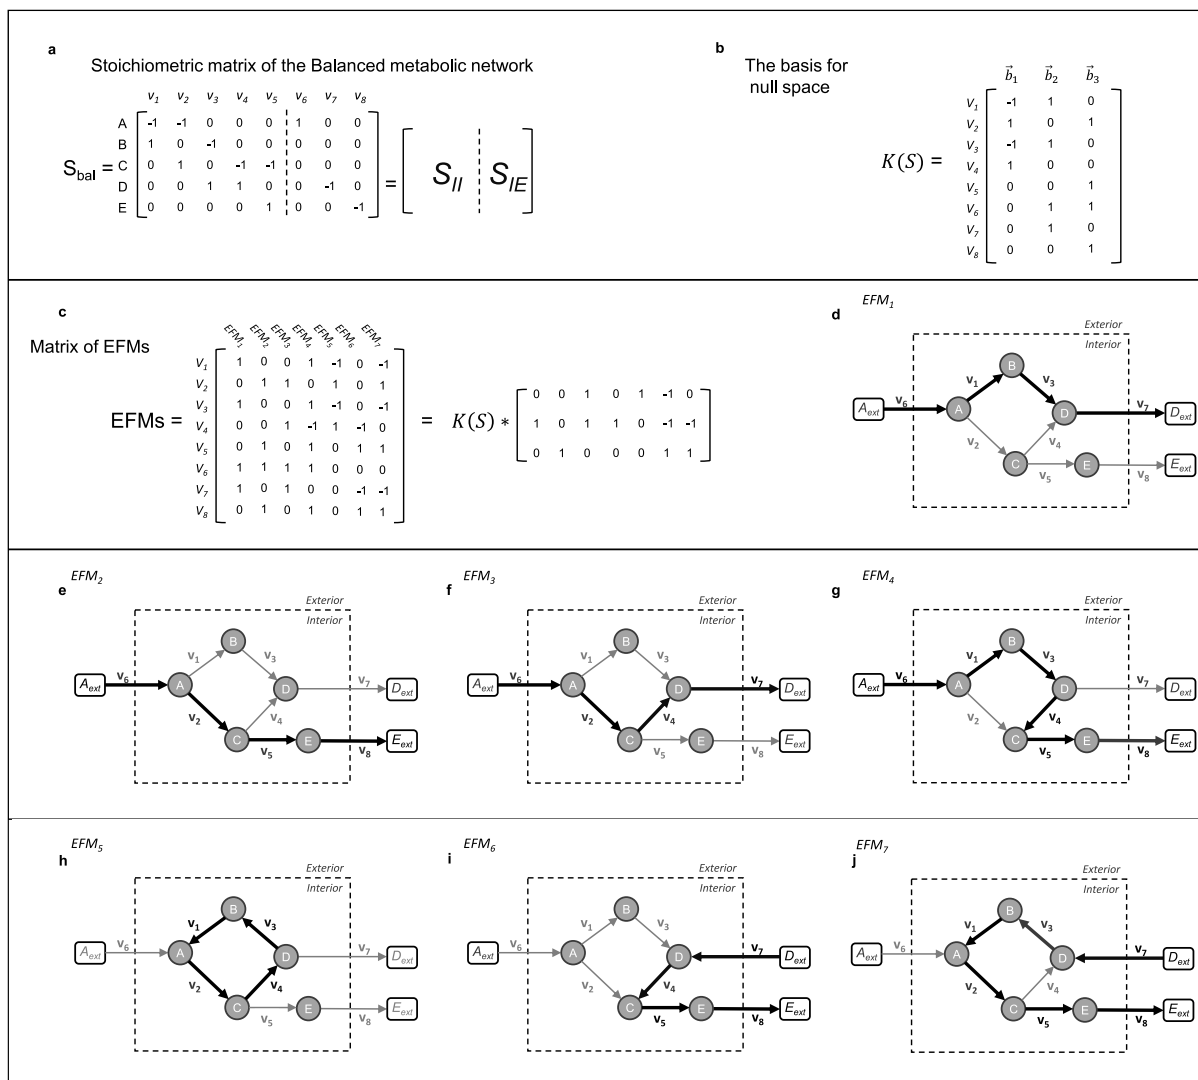 a
Stoichiometric matrix of the Balanced metabolic network
v1 v2 v3 v4 v5 v6 v7 v8
A -1 -1 0 0 0 1 0 0
B 1 0 -1 0 0 0 0 0
Sbal = C 0 1 0 -1 -1 0 0 0 = SII SIE
D 0 0 1 1 0 0 -1 0
E 0 0 0 0 1 0 0 -1
b
The basis for
null space
b⃗1 b⃗2 b⃗3
V1 -1 1 0
V2 1 0 1
V3 -1 1 0
K(S) = V4 1 0 0
V5 0 0 1
V6 0 1 1
V7 0 1 0
V8 0 0 1
c
Matrix of EFMs
EFM1 EFM2 EFM3 EFM4 EFM5 EFM6 EFM7
V1 1 0 0 1 -1 0 -1
V2 0 1 1 0 1 0 1
V3 1 0 0 1 -1 0 -1
V4 0 0 1 -1 1 -1 0
V5 0 1 0 1 0 1 1
V6 1 1 1 1 0 0 0
V7 1 0 1 0 0 -1 -1
V8 0 1 0 1 0 1 1
EFMs =
= K(S) *
0 0 1 0 1 -1 0
1 0 1 1 0 -1 -1
0 1 0 0 0 1 1
EFM1
d
Exterior
Interior
B
v1 v3
Aext v6 A D v7 Dext
v2 v4
C E Eext
v5 v8
EFM2
e
Exterior
Interior
B
v1 v3
Aext v6 A D v7 Dext
v2 v4
C E Eext
v5 v8
EFM3
f
Exterior
Interior
B
v1 v3
Aext v6 A D v7 Dext
v2 v4
C E Eext
v5 v8
EFM4
g
Exterior
Interior
B
v1 v3
Aext v6 A D v7 Dext
v2 v4
C E Eext
v5 v8
EFM5
h
Exterior
Interior
B
v1 v3
Aext v6 A D v7 Dext
v2 v4
C E Eext
v5 v8
EFM6
i
Exterior
Interior
B
v1 v3
Aext v6 A D v7 Dext
v2 v4
C E Eext
v5 v8
EFM7
j
Exterior
Interior
B
v1 v3
Aext v6 A D v7 Dext
v2 v4
C E Eext
v5 v8